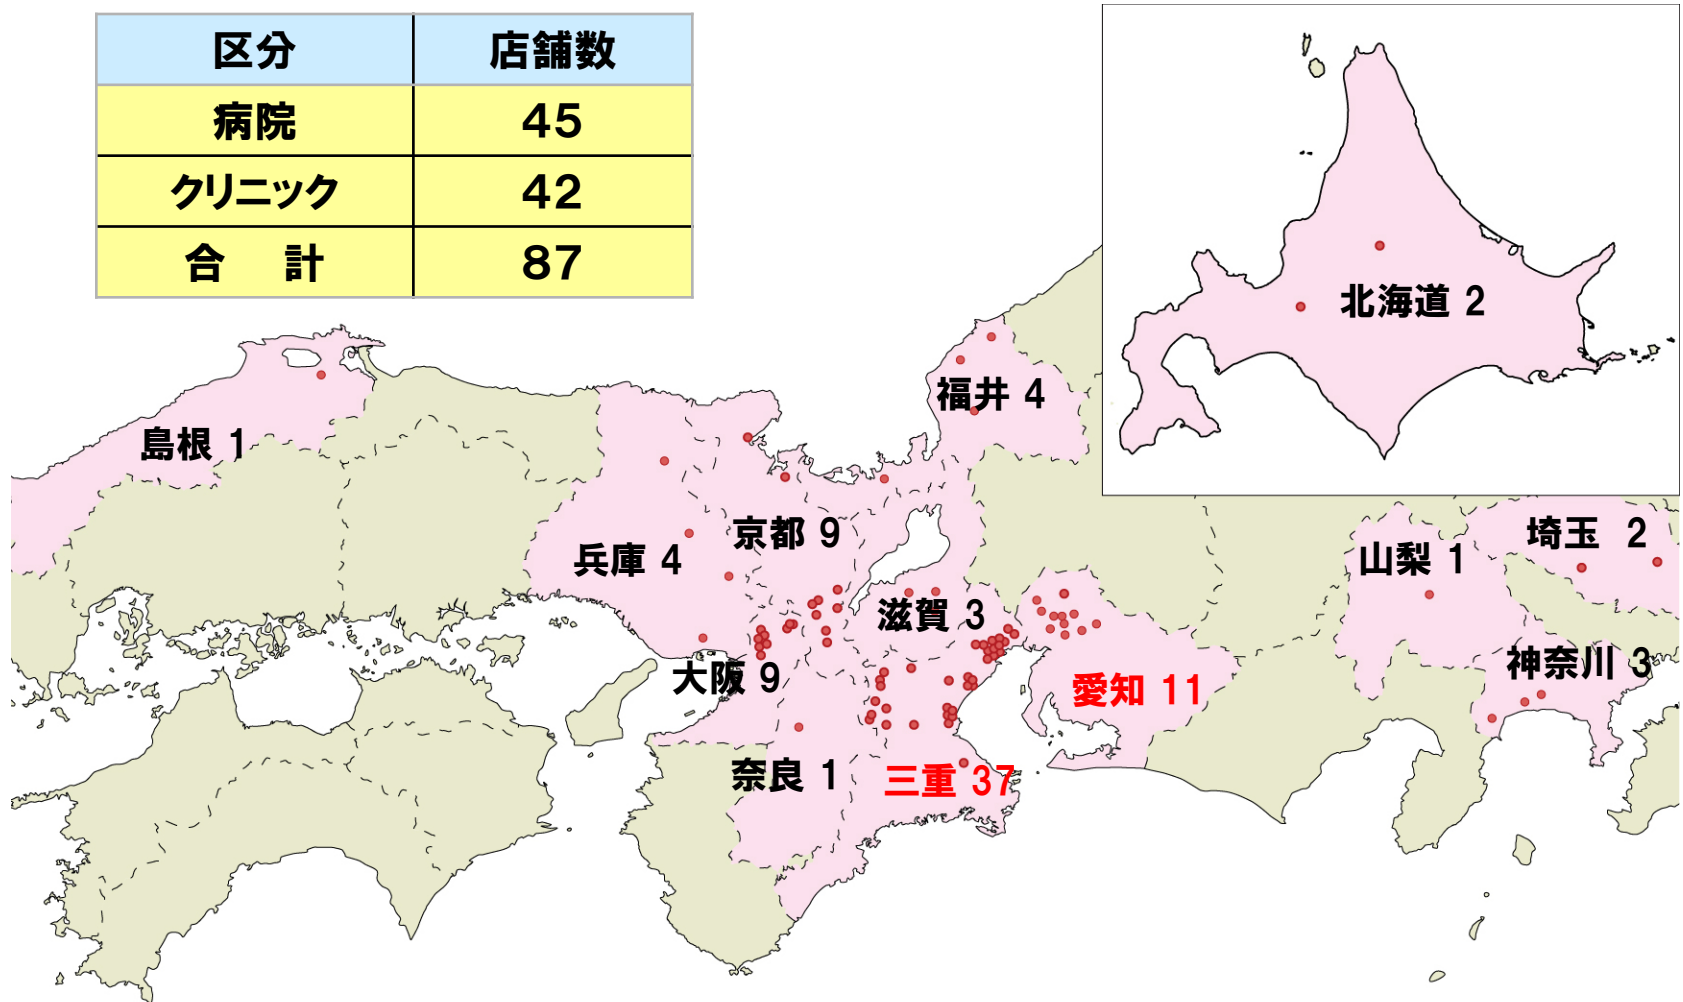 区分 店舗数
病院 45
クリニック 42
合 計 87
北海道 2
福井 4
島根 1
京都 9
兵庫 4
埼玉 2
山梨 1
滋賀 3
神奈川 3
大阪 9
愛知 11
奈良 1
三重 37